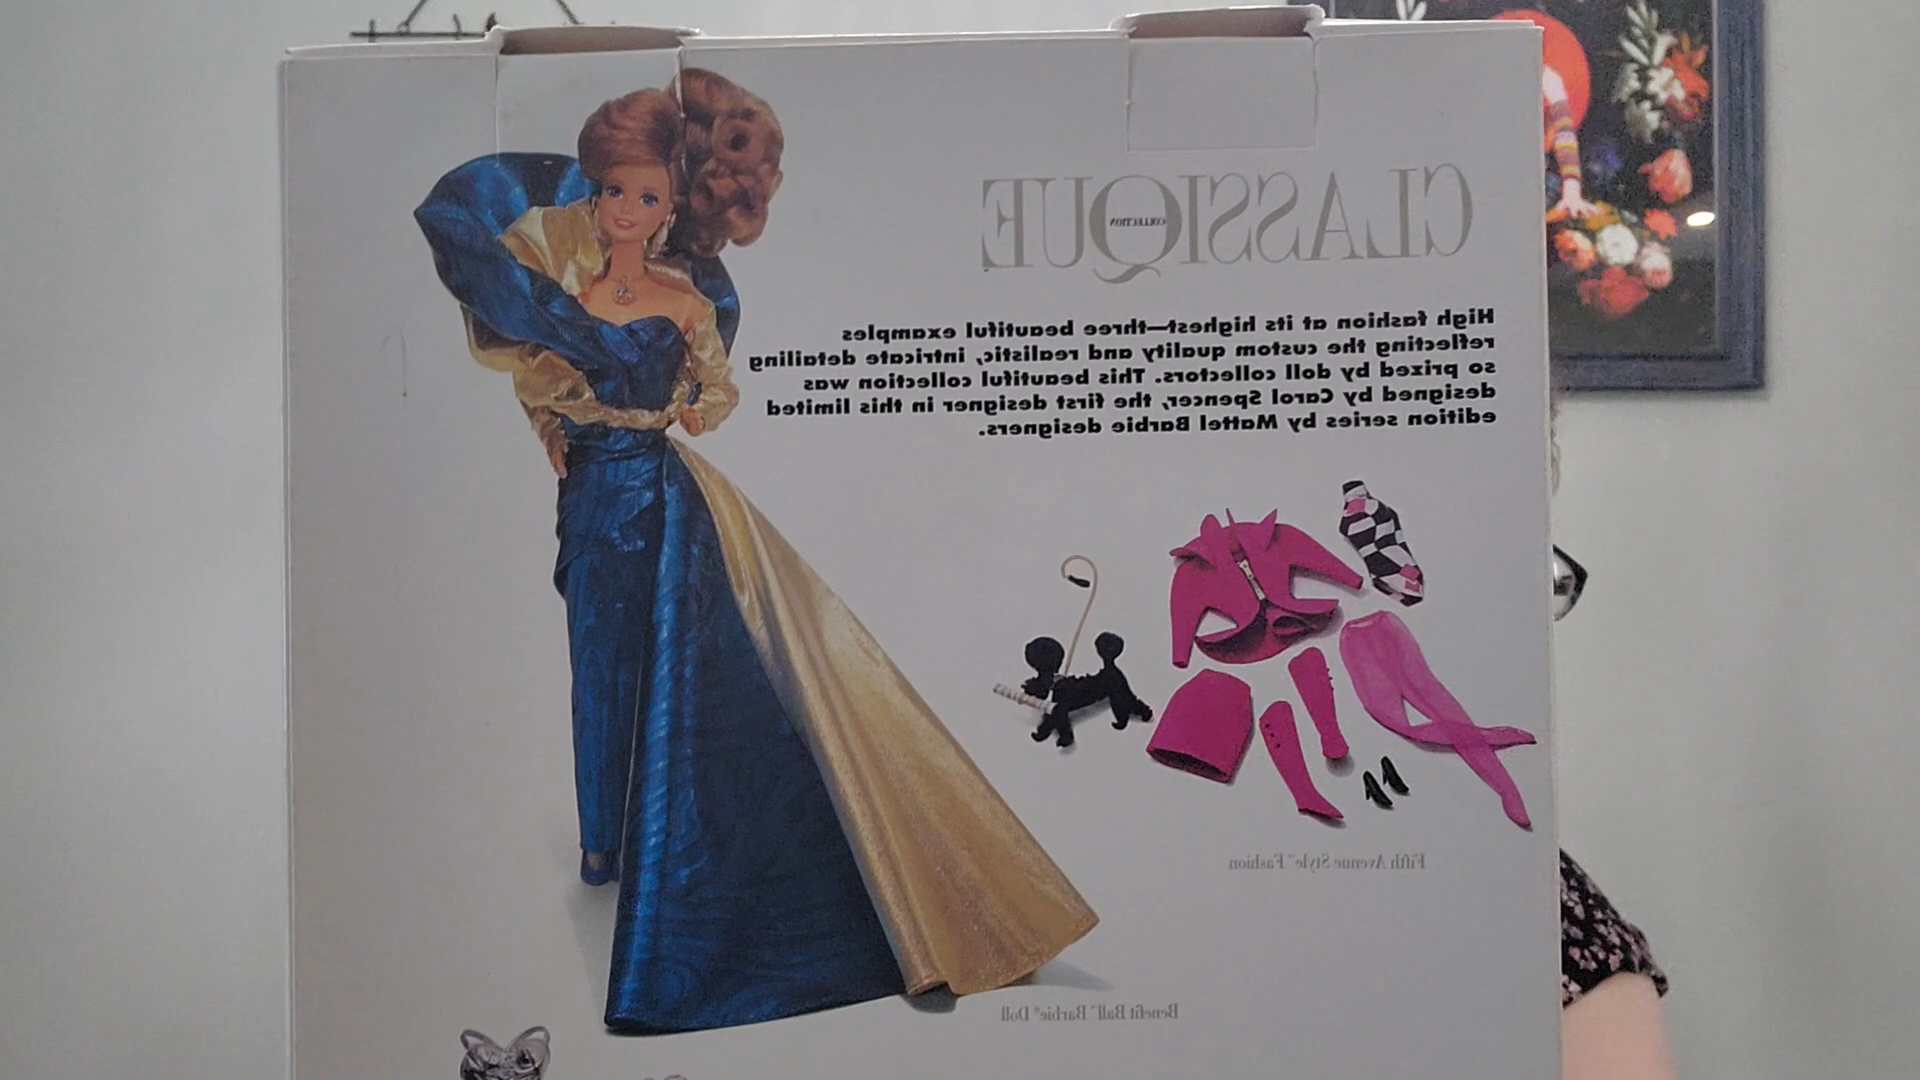 CLASSIQUE
COLLECTION
High fashion at its highest—three beautiful examples
reflecting the custom quality and realistic, intricate detailing
so prized by doll collectors. This beautiful collection was
designed by Carol Spencer, the first designer in this limited
edition series by Mattel Barbie designers.
Fifth Avenue Style™ Fashion
Benefit Ball™ Barbie® Doll